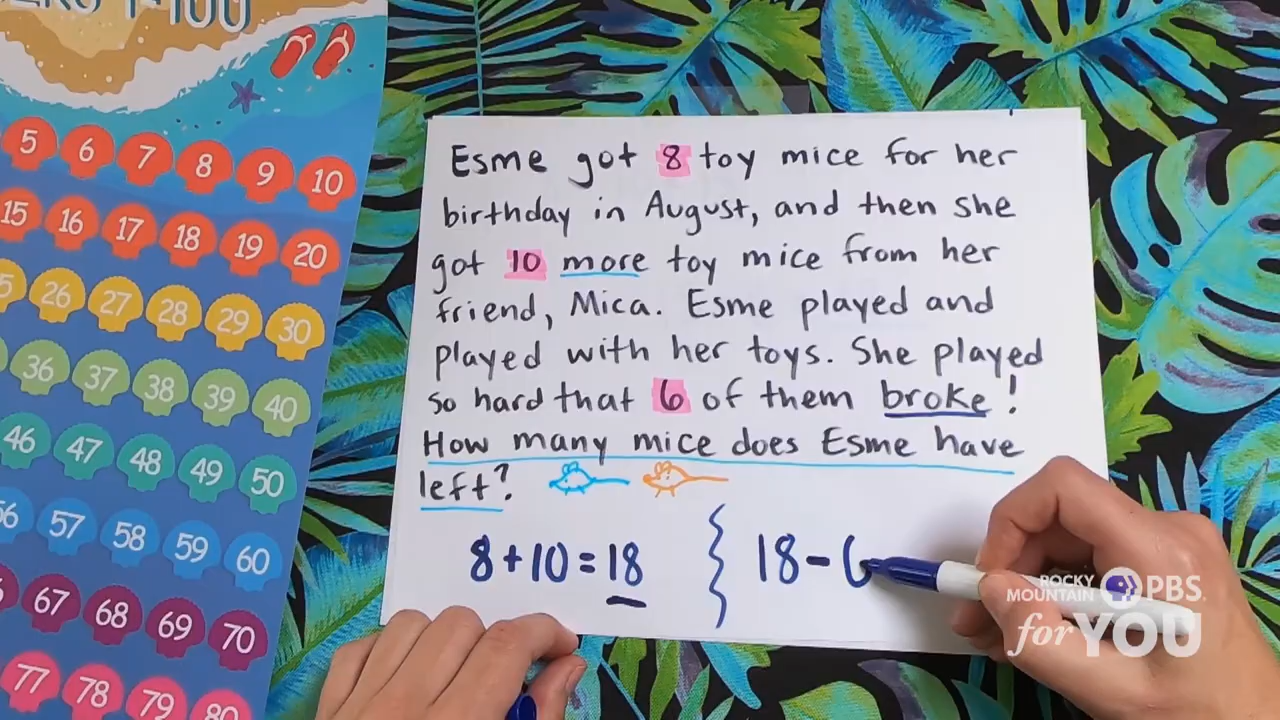 1-100
5 6 7 8 9 10
15 16 17 18 19 20
26 27 28 29 30
36 37 38 39 40
46 47 48 49 50
57 58 59 60
67 68 69 70
77 78 79 80
Esme got 8 toy mice for her
birthday in August, and then she
got 10 more toy mice from her
friend, Mica. Esme played and
played with her toys. She played
so hard that 6 of them broke!
How many mice does Esme have
left?
8+10=18
18-
ROCKY
MOUNTAIN PBS
for YOU